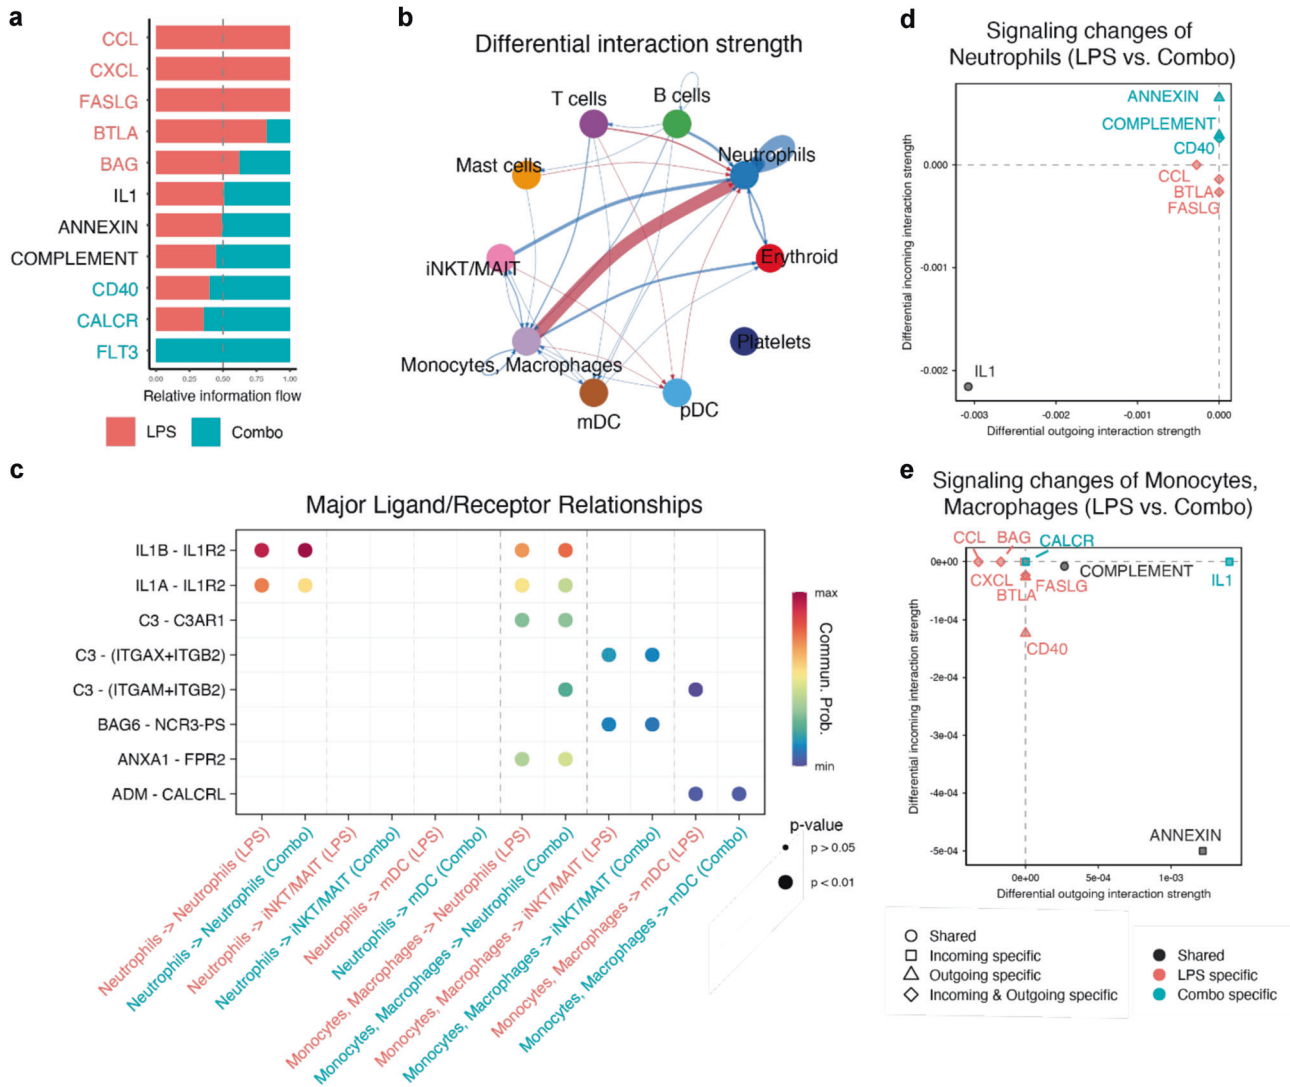 a
CCL
CXCL
FASLG
BTLA
BAG
IL1
ANNEXIN
COMPLEMENT
CD40
CALCR
FLT3
0.00 0.25 0.50 0.75 1.00
Relative information flow
LPS Combo
b
Differential interaction strength
T cells
B cells
Mast cells
Neutrophils
iNKT/MAIT
Erythroid
Monocytes, Macrophages
Platelets
mDC
pDC
c
Major Ligand/Receptor Relationships
IL1B - IL1R2
IL1A - IL1R2
C3 - C3AR1
C3 - (ITGAX+ITGB2)
C3 - (ITGAM+ITGB2)
BAG6 - NCR3-PS
ANXA1 - FPR2
ADM - CALCRL
Neutrophils -> Neutrophils (LPS)
Neutrophils -> Neutrophils (Combo)
Neutrophils -> iNKT/MAIT (LPS)
Neutrophils -> iNKT/MAIT (Combo)
Neutrophils -> mDC (LPS)
Neutrophils -> mDC (Combo)
Monocytes, Macrophages -> Neutrophils (LPS)
Monocytes, Macrophages -> Neutrophils (Combo)
Monocytes, Macrophages -> iNKT/MAIT (LPS)
Monocytes, Macrophages -> iNKT/MAIT (Combo)
Monocytes, Macrophages -> mDC (LPS)
Monocytes, Macrophages -> mDC (Combo)
max
Commun. Prob.
min
p-value
p > 0.05
p < 0.01
d
Signaling changes of
Neutrophils (LPS vs. Combo)
Differential incoming interaction strength
0.000
-0.001
-0.002
ANNEXIN
COMPLEMENT
CD40
CCL
BTLA
FASLG
IL1
-0.003 -0.002 -0.001 0.000
Differential outgoing interaction strength
e
Signaling changes of Monocytes,
Macrophages (LPS vs. Combo)
Differential incoming interaction strength
0e+00
-1e-04
-2e-04
-3e-04
-4e-04
-5e-04
CCL BAG CALCR
COMPLEMENT
IL1
CXCL FASLG
BTLA
CD40
ANNEXIN
0e+00 5e-04 1e-03
Differential outgoing interaction strength
Shared
Incoming specific
Outgoing specific
Incoming & Outgoing specific
Shared
LPS specific
Combo specific